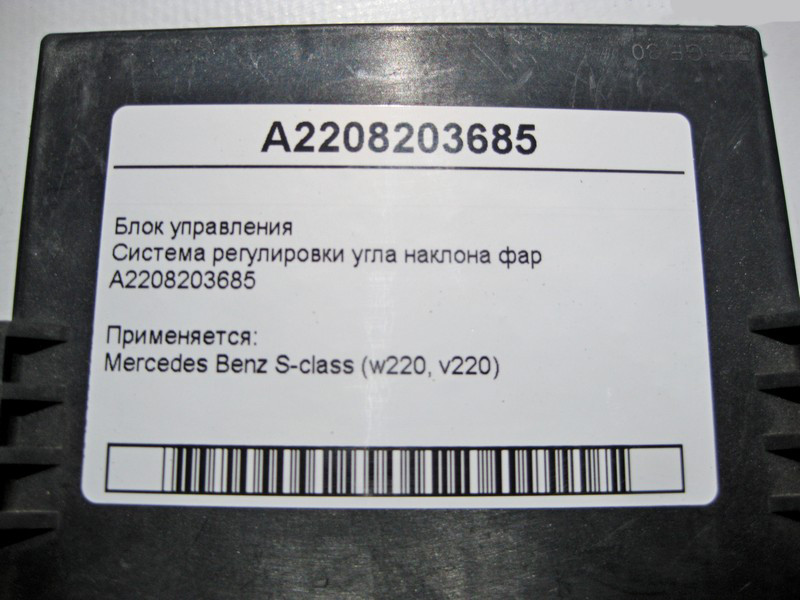 A2208203685
Блок управления
Система регулировки угла наклона фар
A2208203685
Применяется:
Mercedes Benz S-class (w220, v220)